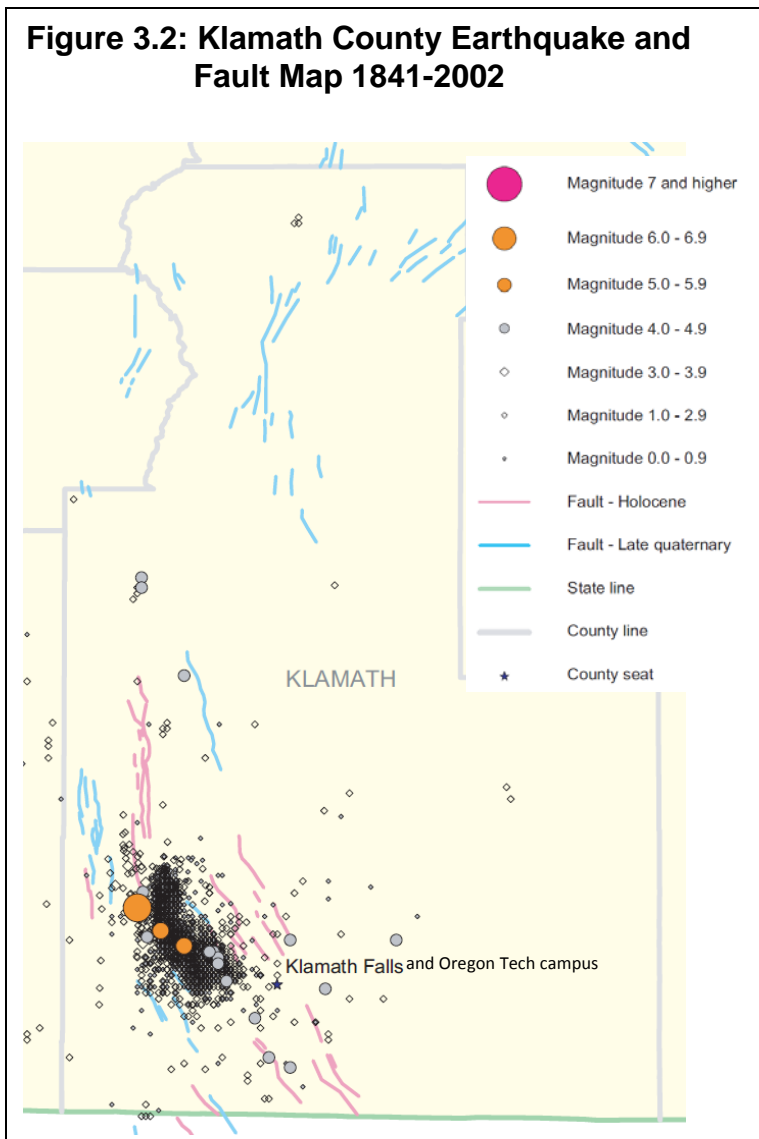 Figure 3.2: Klamath County Earthquake and
Fault Map 1841-2002
Magnitude 7 and higher
Magnitude 6.0 - 6.9
Magnitude 5.0 - 5.9
Magnitude 4.0 - 4.9
Magnitude 3.0 - 3.9
Magnitude 1.0 - 2.9
Magnitude 0.0 - 0.9
Fault - Holocene
Fault - Late quaternary
State line
County line
County seat
KLAMATH
Klamath Falls and Oregon Tech campus